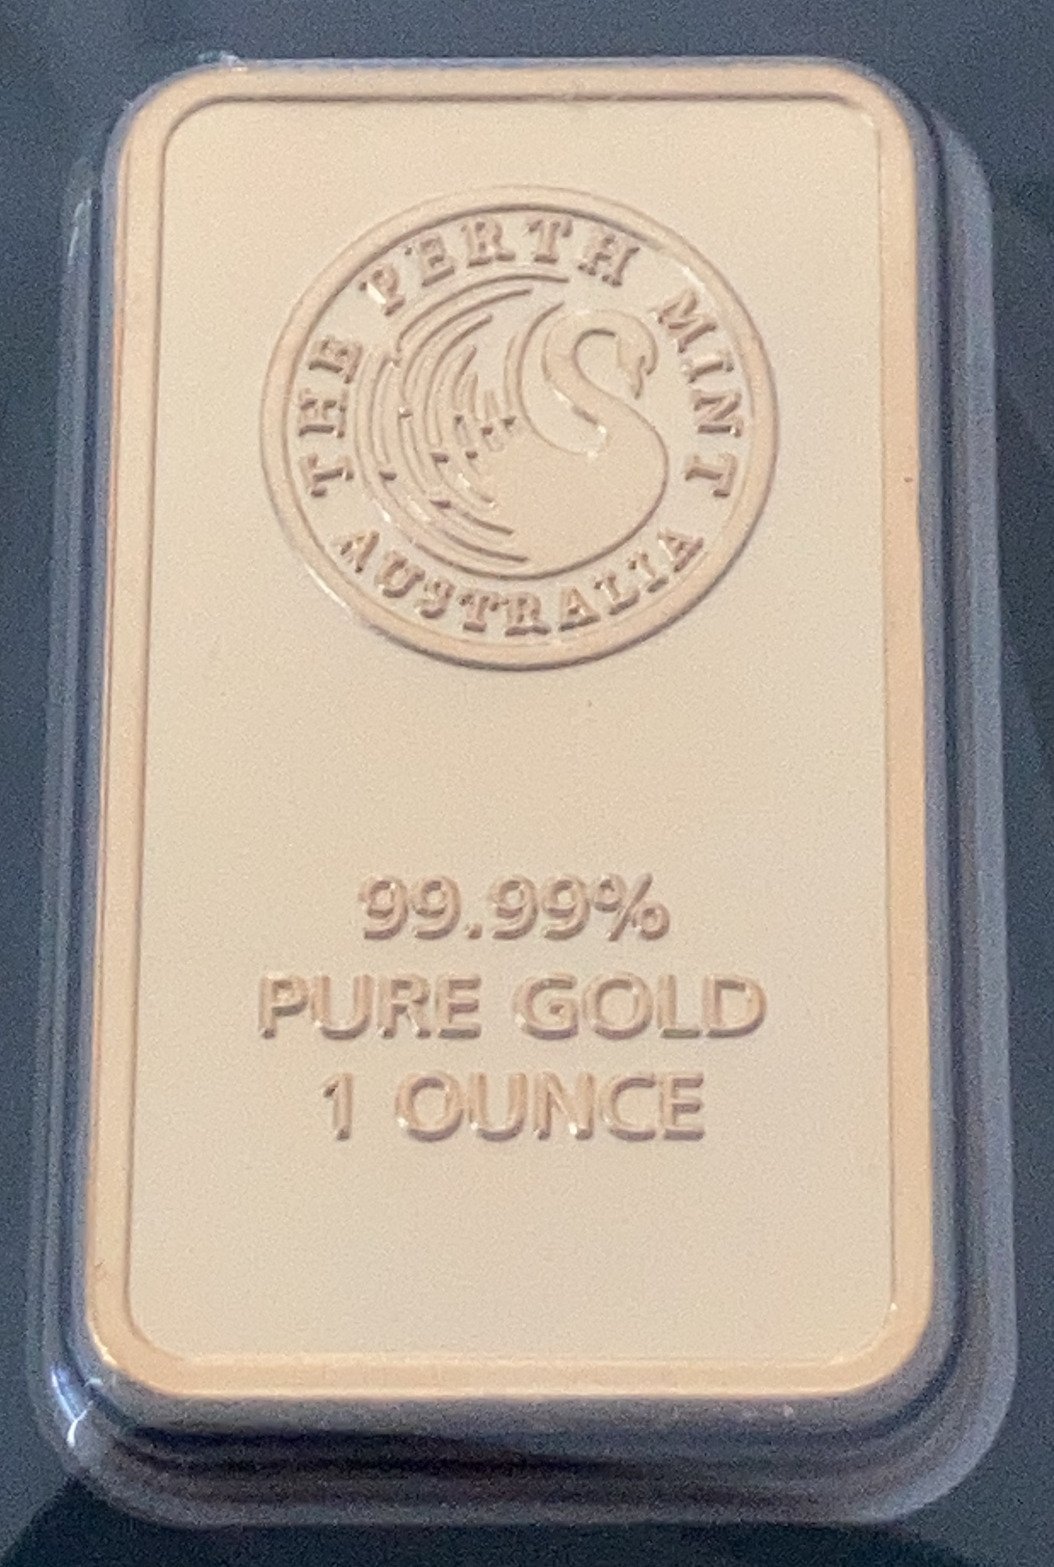 THE PERTH MINT
AUSTRALIA
99.99%
PURE GOLD
1 OUNCE